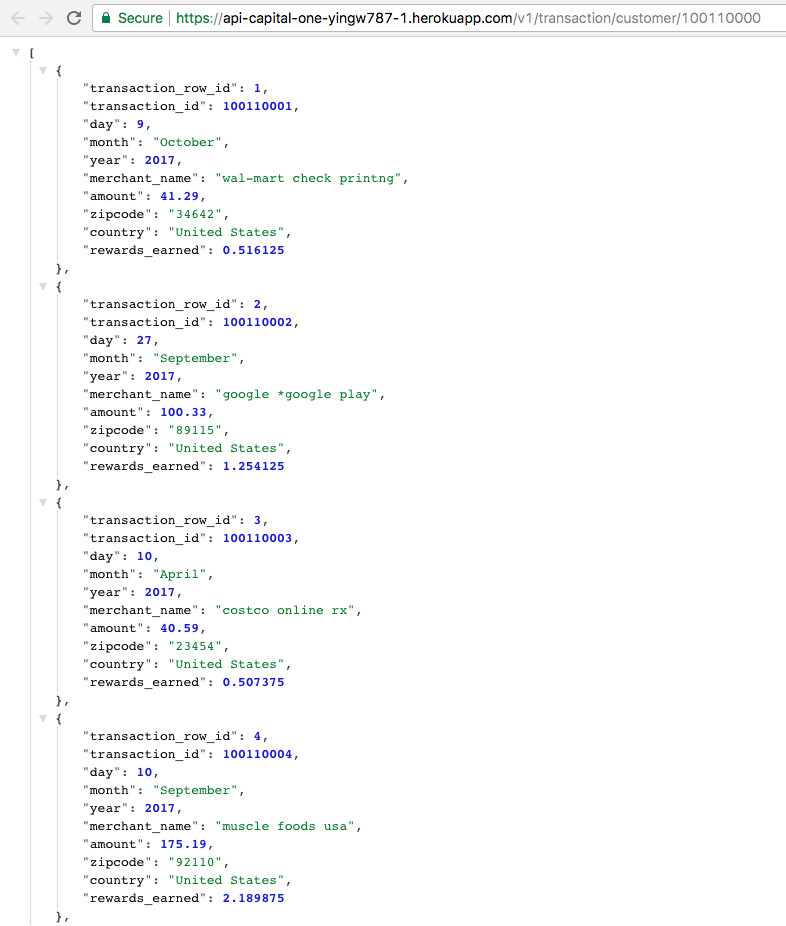 Secure | https://api-capital-one-yingw787-1.herokuapp.com/v1/transaction/customer/100110000
[
{
"transaction_row_id": 1,
"transaction_id": 100110001,
"day": 9,
"month": "October",
"year": 2017,
"merchant_name": "wal-mart check printng",
"amount": 41.29,
"zipcode": "34642",
"country": "United States",
"rewards_earned": 0.516125
},
{
"transaction_row_id": 2,
"transaction_id": 100110002,
"day": 27,
"month": "September",
"year": 2017,
"merchant_name": "google *google play",
"amount": 100.33,
"zipcode": "89115",
"country": "United States",
"rewards_earned": 1.254125
},
{
"transaction_row_id": 3,
"transaction_id": 100110003,
"day": 10,
"month": "April",
"year": 2017,
"merchant_name": "costco online rx",
"amount": 40.59,
"zipcode": "23454",
"country": "United States",
"rewards_earned": 0.507375
},
{
"transaction_row_id": 4,
"transaction_id": 100110004,
"day": 10,
"month": "September",
"year": 2017,
"merchant_name": "muscle foods usa",
"amount": 175.19,
"zipcode": "92110",
"country": "United States",
"rewards_earned": 2.189875
},